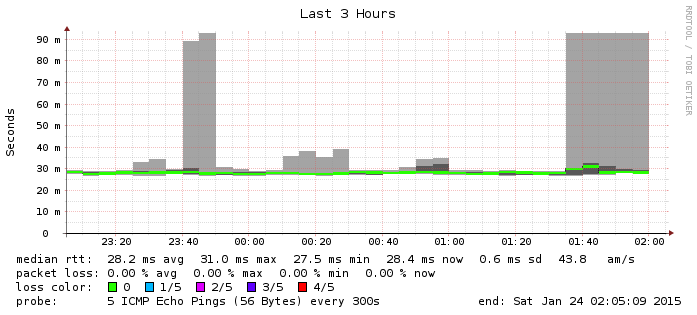 Last 3 Hours
RRDTOOL / TOBI OETIKER
Seconds
90 m
80 m
70 m
60 m
50 m
40 m
30 m
20 m
10 m
0
23:20 23:40 00:00 00:20 00:40 01:00 01:20 01:40 02:00
median rtt: 28.2 ms avg 31.0 ms max 27.5 ms min 28.4 ms now 0.6 ms sd 43.8 am/s
packet loss: 0.00 % avg 0.00 % max 0.00 % min 0.00 % now
loss color: 0 1/5 2/5 3/5 4/5
probe: 5 ICMP Echo Pings (56 Bytes) every 300s end: Sat Jan 24 02:05:09 2015